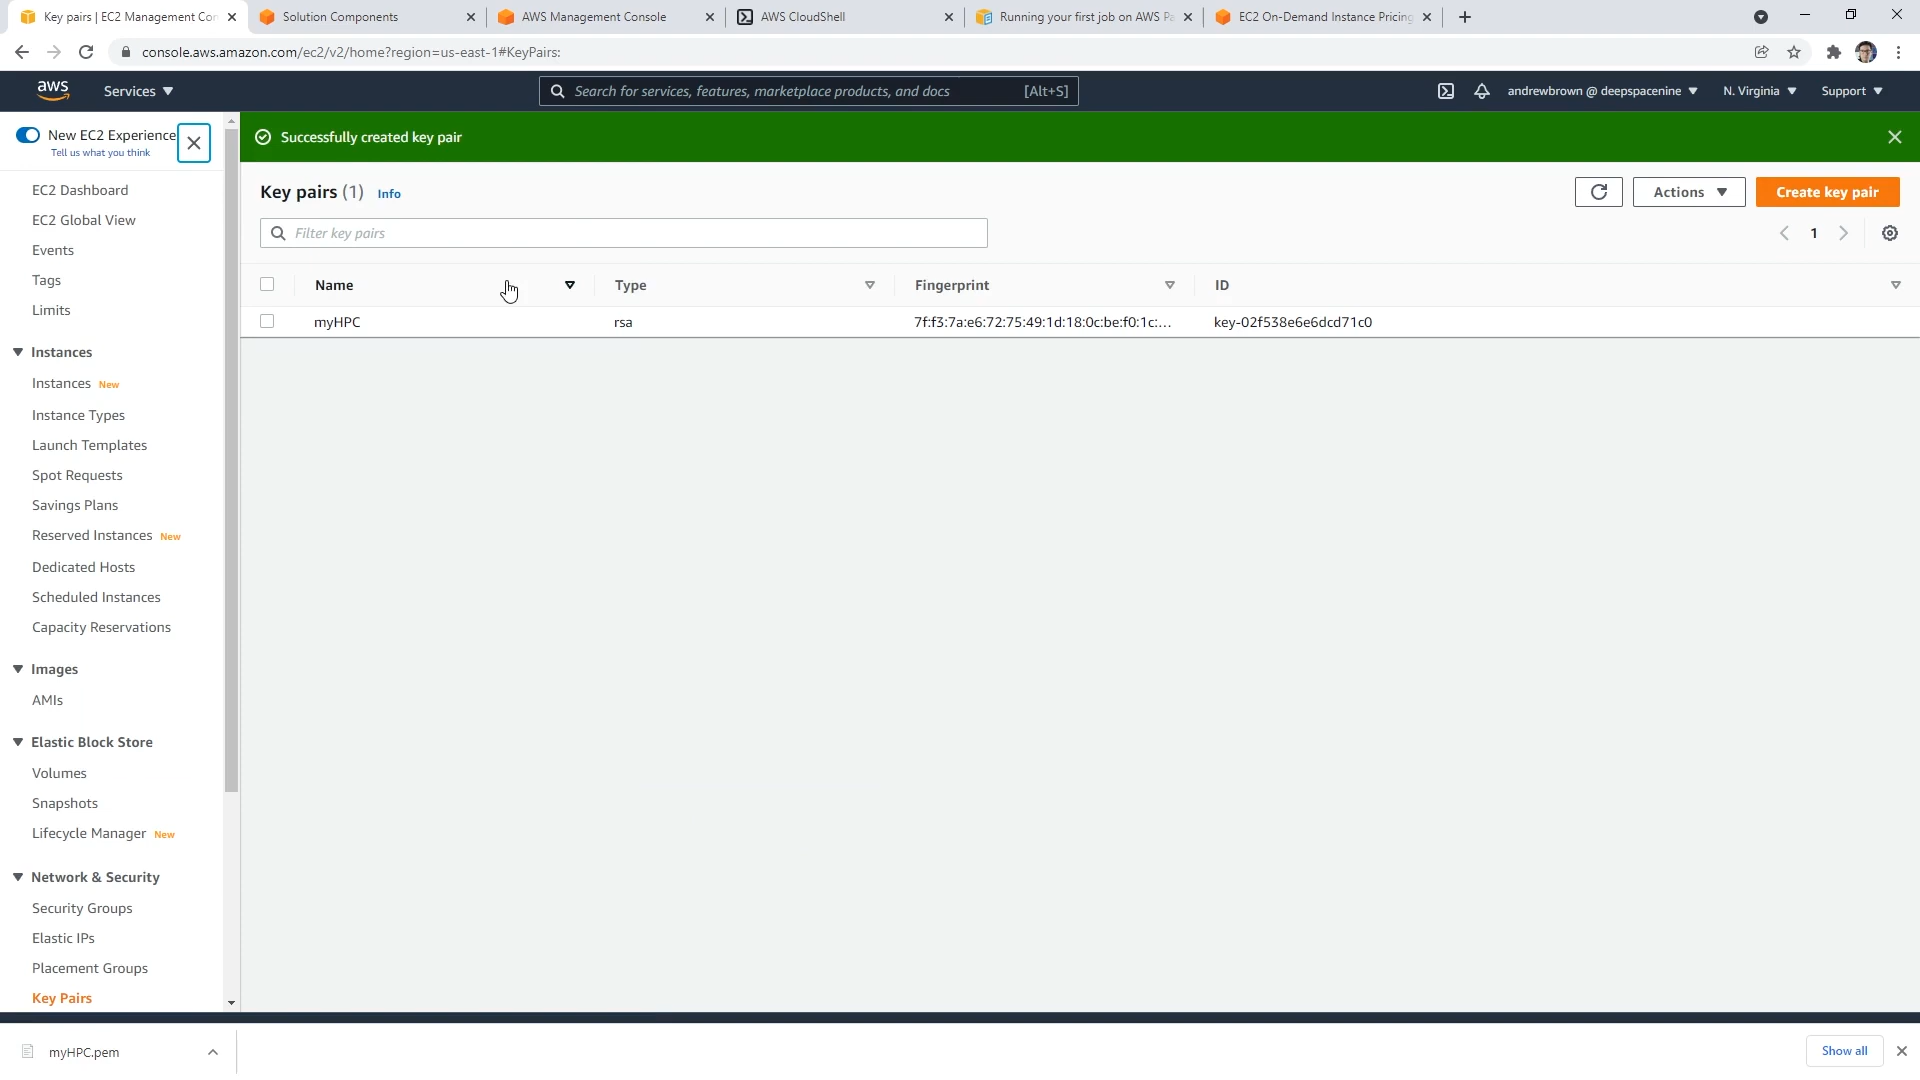 Key pairs | EC2 Management Con
Solution Components
AWS Management Console
AWS CloudShell
Running your first job on AWS Pa
EC2 On-Demand Instance Pricing
console.aws.amazon.com/ec2/v2/home?region=us-east-1#KeyPairs:
aws
Services
Search for services, features, marketplace products, and docs
[Alt+S]
andrewbrown @ deepspacenine
N. Virginia
Support
New EC2 Experience
Tell us what you think
EC2 Dashboard
EC2 Global View
Events
Tags
Limits
Instances
Instances New
Instance Types
Launch Templates
Spot Requests
Savings Plans
Reserved Instances New
Dedicated Hosts
Scheduled Instances
Capacity Reservations
Images
AMIs
Elastic Block Store
Volumes
Snapshots
Lifecycle Manager New
Network & Security
Security Groups
Elastic IPs
Placement Groups
Key Pairs
Successfully created key pair
Key pairs (1) Info
Actions
Create key pair
Filter key pairs
1
Name Type Fingerprint ID
myHPC rsa 7f:f3:7a:e6:72:75:49:1d:18:0c:be:f0:1c:... key-02f538e6e6dcd71c0
myHPC.pem
Show all